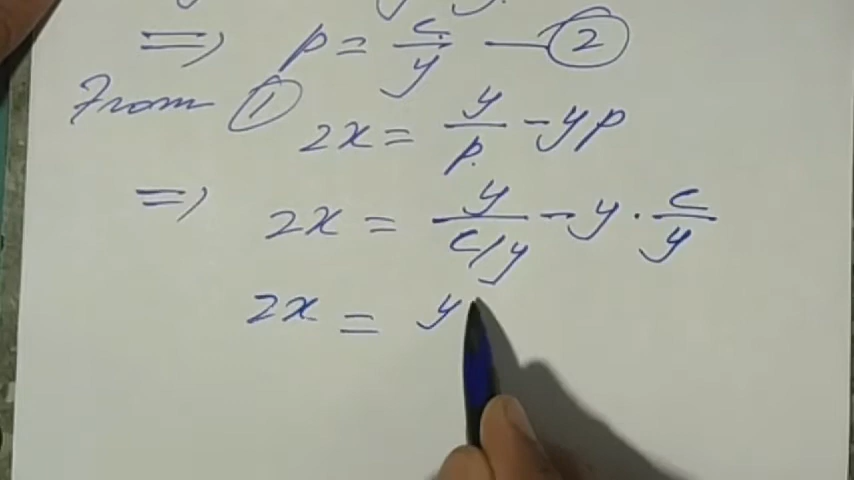 ⇒ p = c/y — ②
From ①
2x = y/p - yp
⇒ 2x = y/(c/y) - y · c/y
2x = y